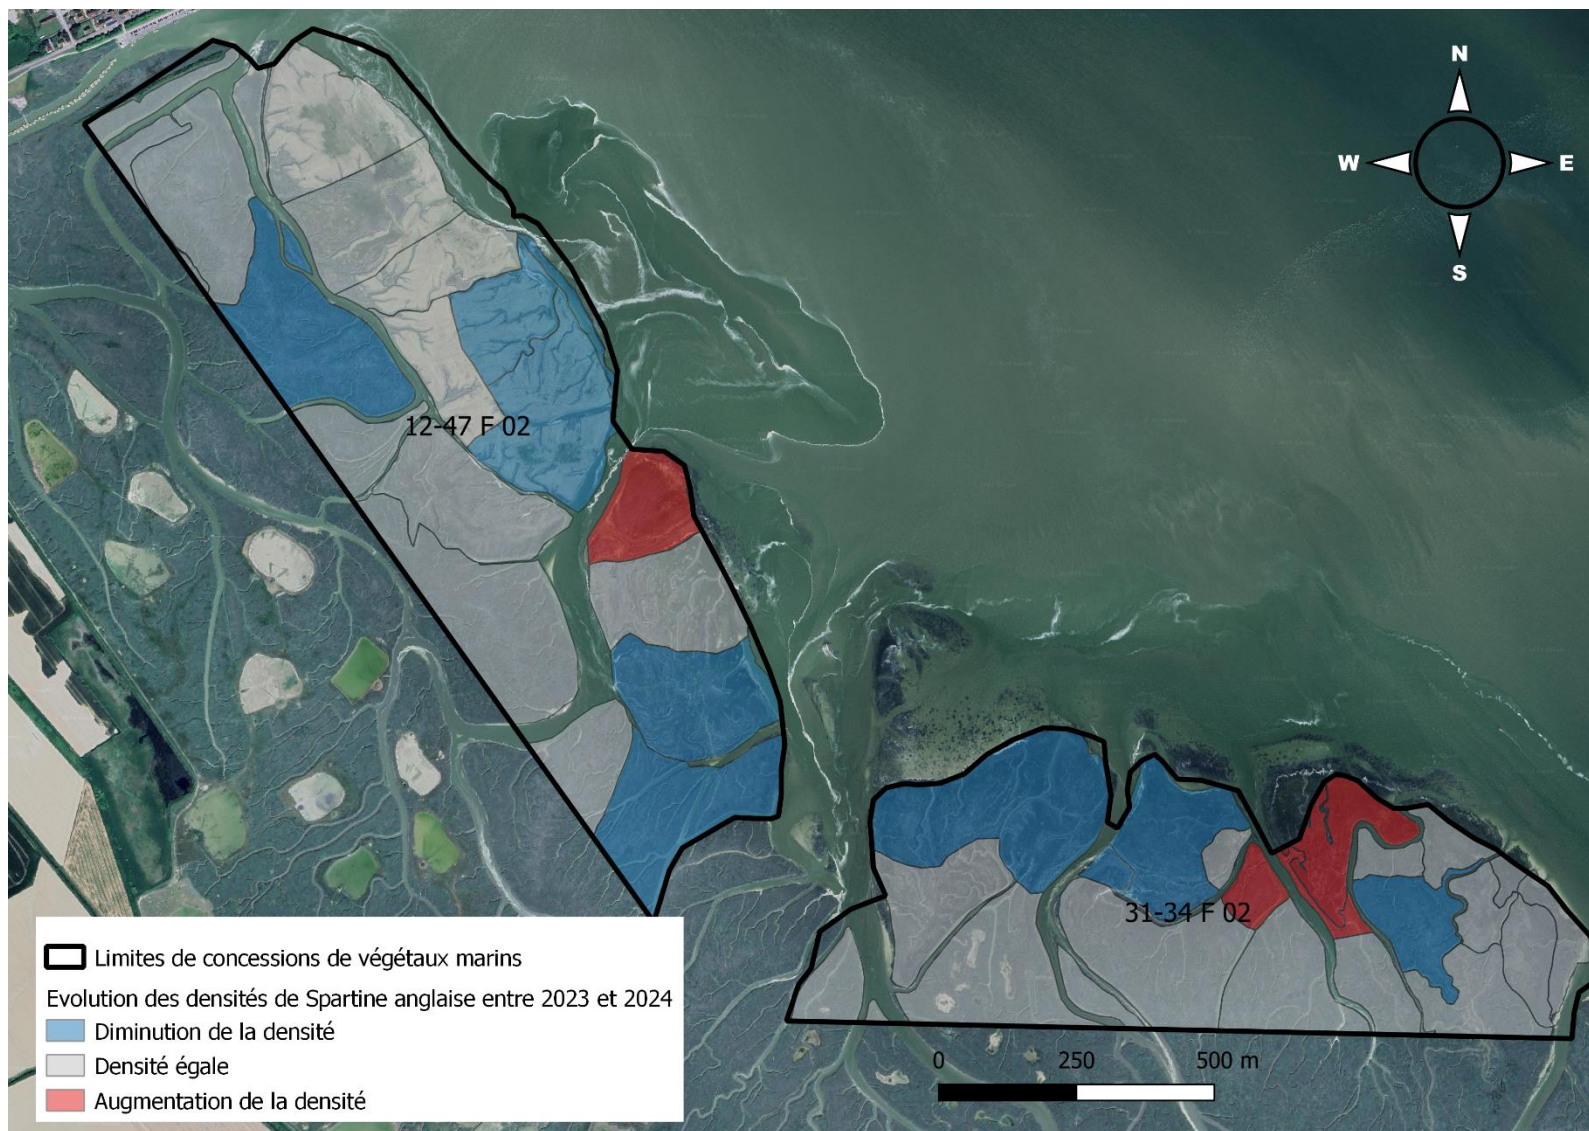 N
W E
S
12-47 F 02
31-34 F 02
Limites de concessions de végétaux marins
Evolution des densités de Spartine anglaise entre 2023 et 2024
Diminution de la densité
Densité égale
Augmentation de la densité
0 250 500 m